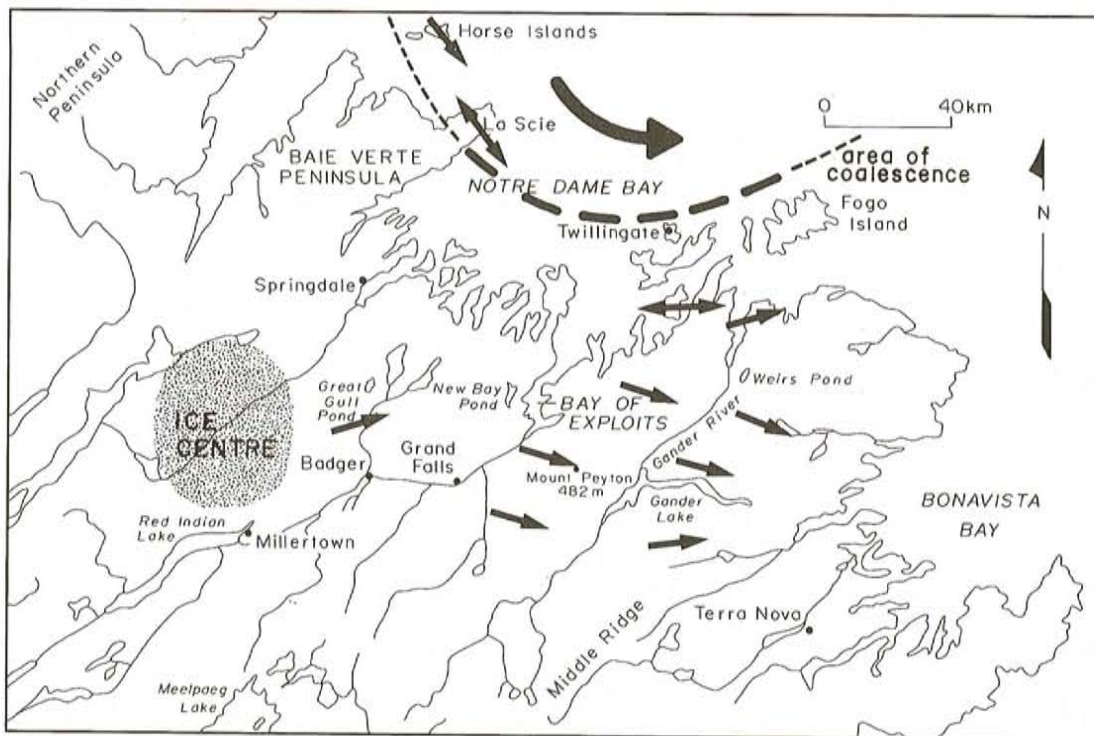 Horse Islands
Northern
Peninsula
0 40km
La Scie
BAIE VERTE
PENINSULA
NOTRE DAME BAY
area of
coalescence
N
Fogo
Island
Twillingate
Springdale
Great
Gull
Pond
New Bay
Pond
BAY OF
EXPLOITS
Weirs Pond
ICE
CENTRE
Gander River
Grand
Falls
Badger
Mount Peyton
482m
Gander
Lake
BONAVISTA
BAY
Red Indian
Lake
Millertown
Terra Nova
Middle Ridge
Meelpaeg
Lake